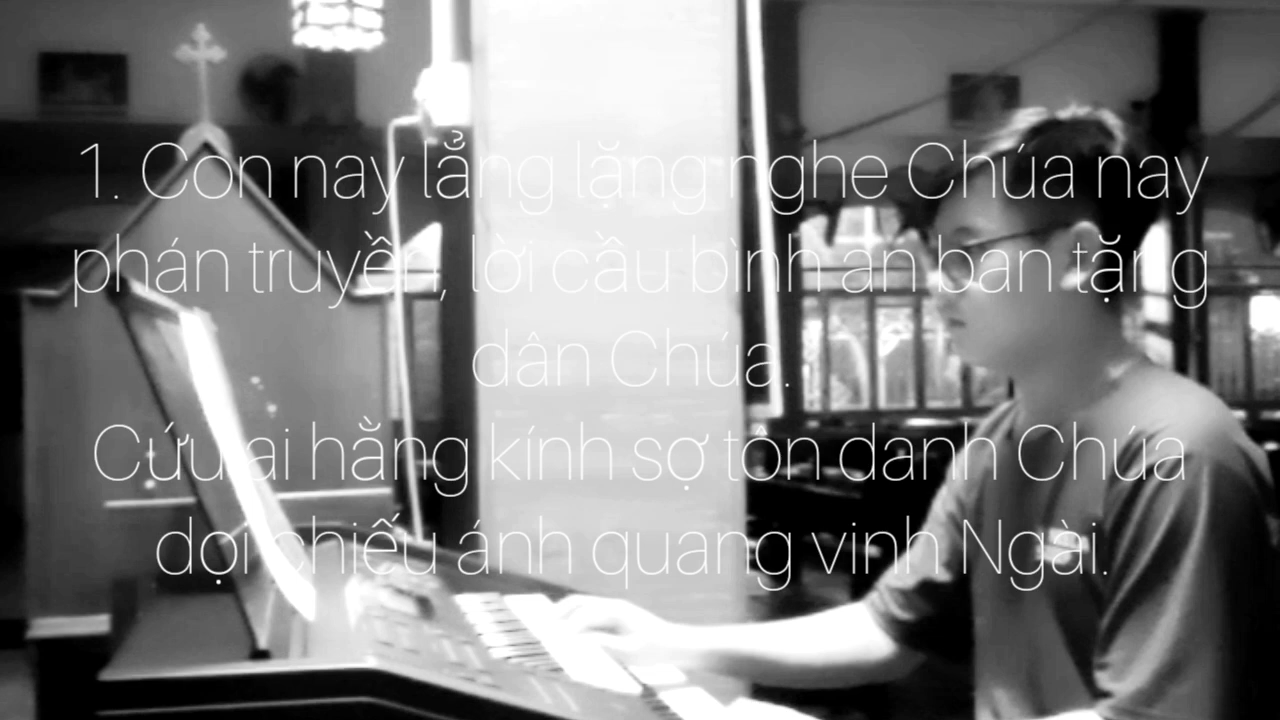 1. Con nay lẳng lặng nghe Chúa nay
phán truyền, lời cầu bình an ban tặng
dân Chúa.
Cứu ai hằng kính sợ tôn danh Chúa
dọi chiếu ánh quang vinh Ngài.